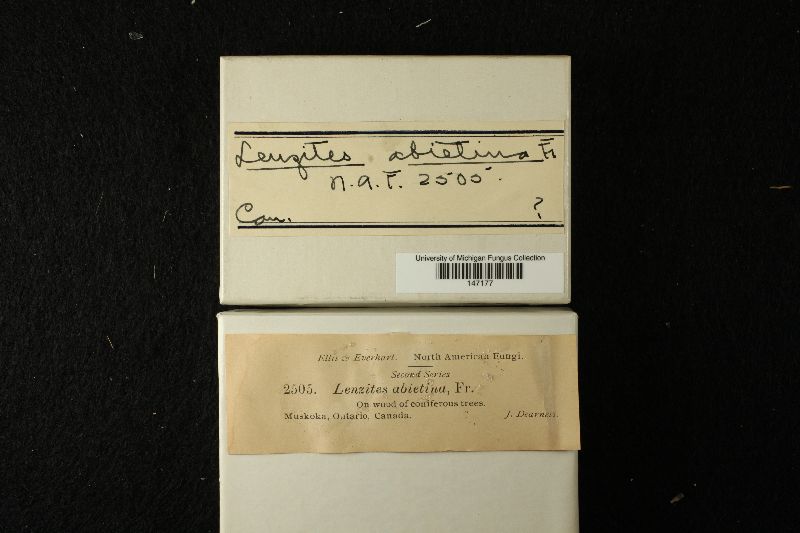 Lenzites abietina Fr
N.A.F. 2505.
Can. ?
University of Michigan Fungus Collection
147177
Ellis & Everhart. North American Fungi.
Second Series
2505. Lenzites abietina, Fr.
On wood of coniferous trees.
Muskoka, Ontario, Canada. J. Dearness.